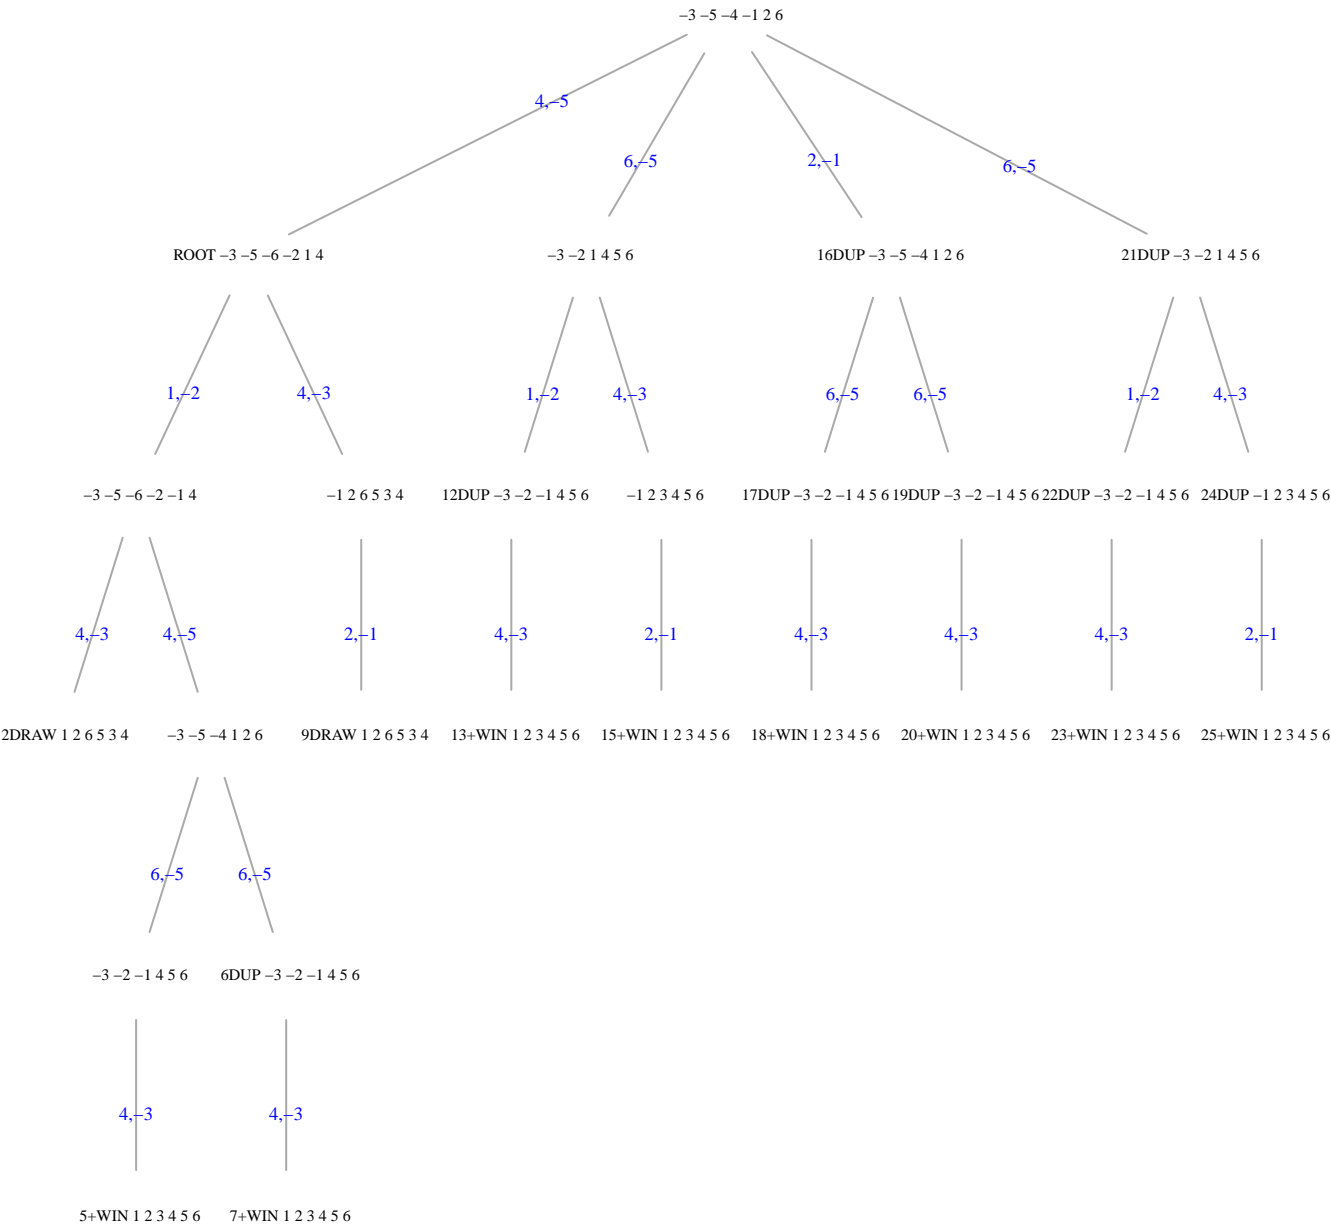 −3 −5 −4 −1 2 6
4,−5
6,−5
2,−1
6,−5
ROOT −3 −5 −6 −2 1 4
−3 −2 1 4 5 6
16DUP −3 −5 −4 1 2 6
21DUP −3 −2 1 4 5 6
1,−2
4,−3
1,−2
4,−3
6,−5
6,−5
1,−2
4,−3
−3 −5 −6 −2 −1 4
−1 2 6 5 3 4
12DUP −3 −2 −1 4 5 6
−1 2 3 4 5 6
17DUP −3 −2 −1 4 5 6
19DUP −3 −2 −1 4 5 6
22DUP −3 −2 −1 4 5 6
24DUP −1 2 3 4 5 6
4,−3
4,−5
2,−1
4,−3
2,−1
4,−3
4,−3
4,−3
2,−1
2DRAW 1 2 6 5 3 4
−3 −5 −4 1 2 6
9DRAW 1 2 6 5 3 4
13+WIN 1 2 3 4 5 6
15+WIN 1 2 3 4 5 6
18+WIN 1 2 3 4 5 6
20+WIN 1 2 3 4 5 6
23+WIN 1 2 3 4 5 6
25+WIN 1 2 3 4 5 6
6,−5
6,−5
−3 −2 −1 4 5 6
6DUP −3 −2 −1 4 5 6
4,−3
4,−3
5+WIN 1 2 3 4 5 6
7+WIN 1 2 3 4 5 6